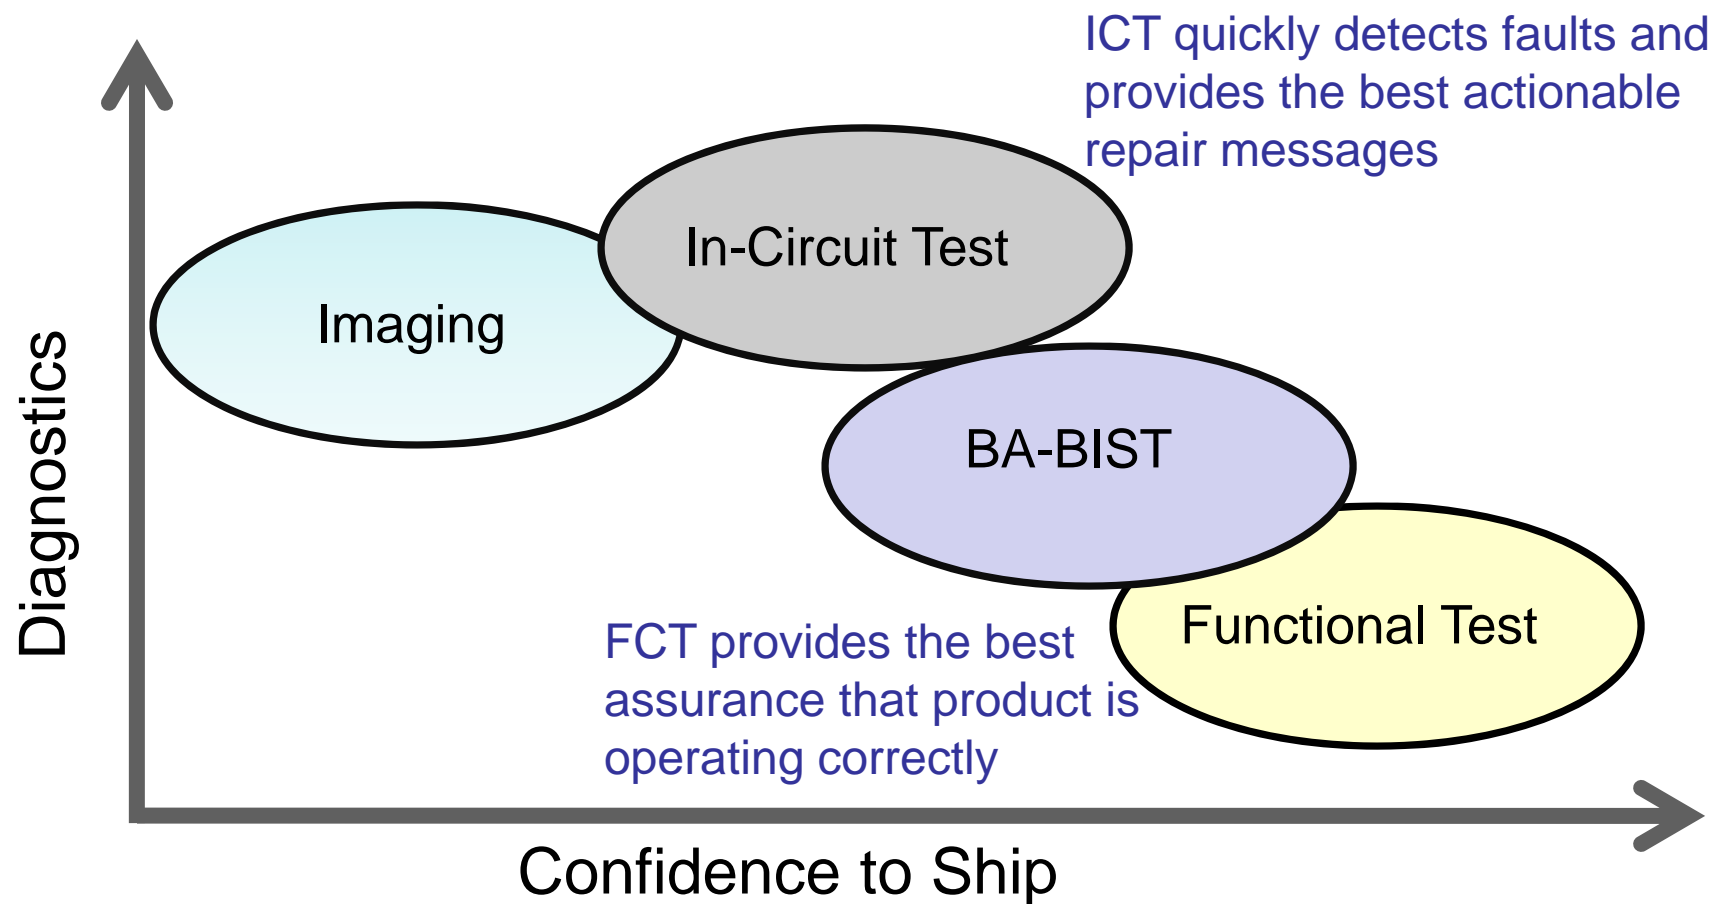 ICT quickly detects faults and
provides the best actionable
repair messages
In-Circuit Test
Imaging
Diagnostics
BA-BIST
Functional Test
FCT provides the best
assurance that product is
operating correctly
Confidence to Ship